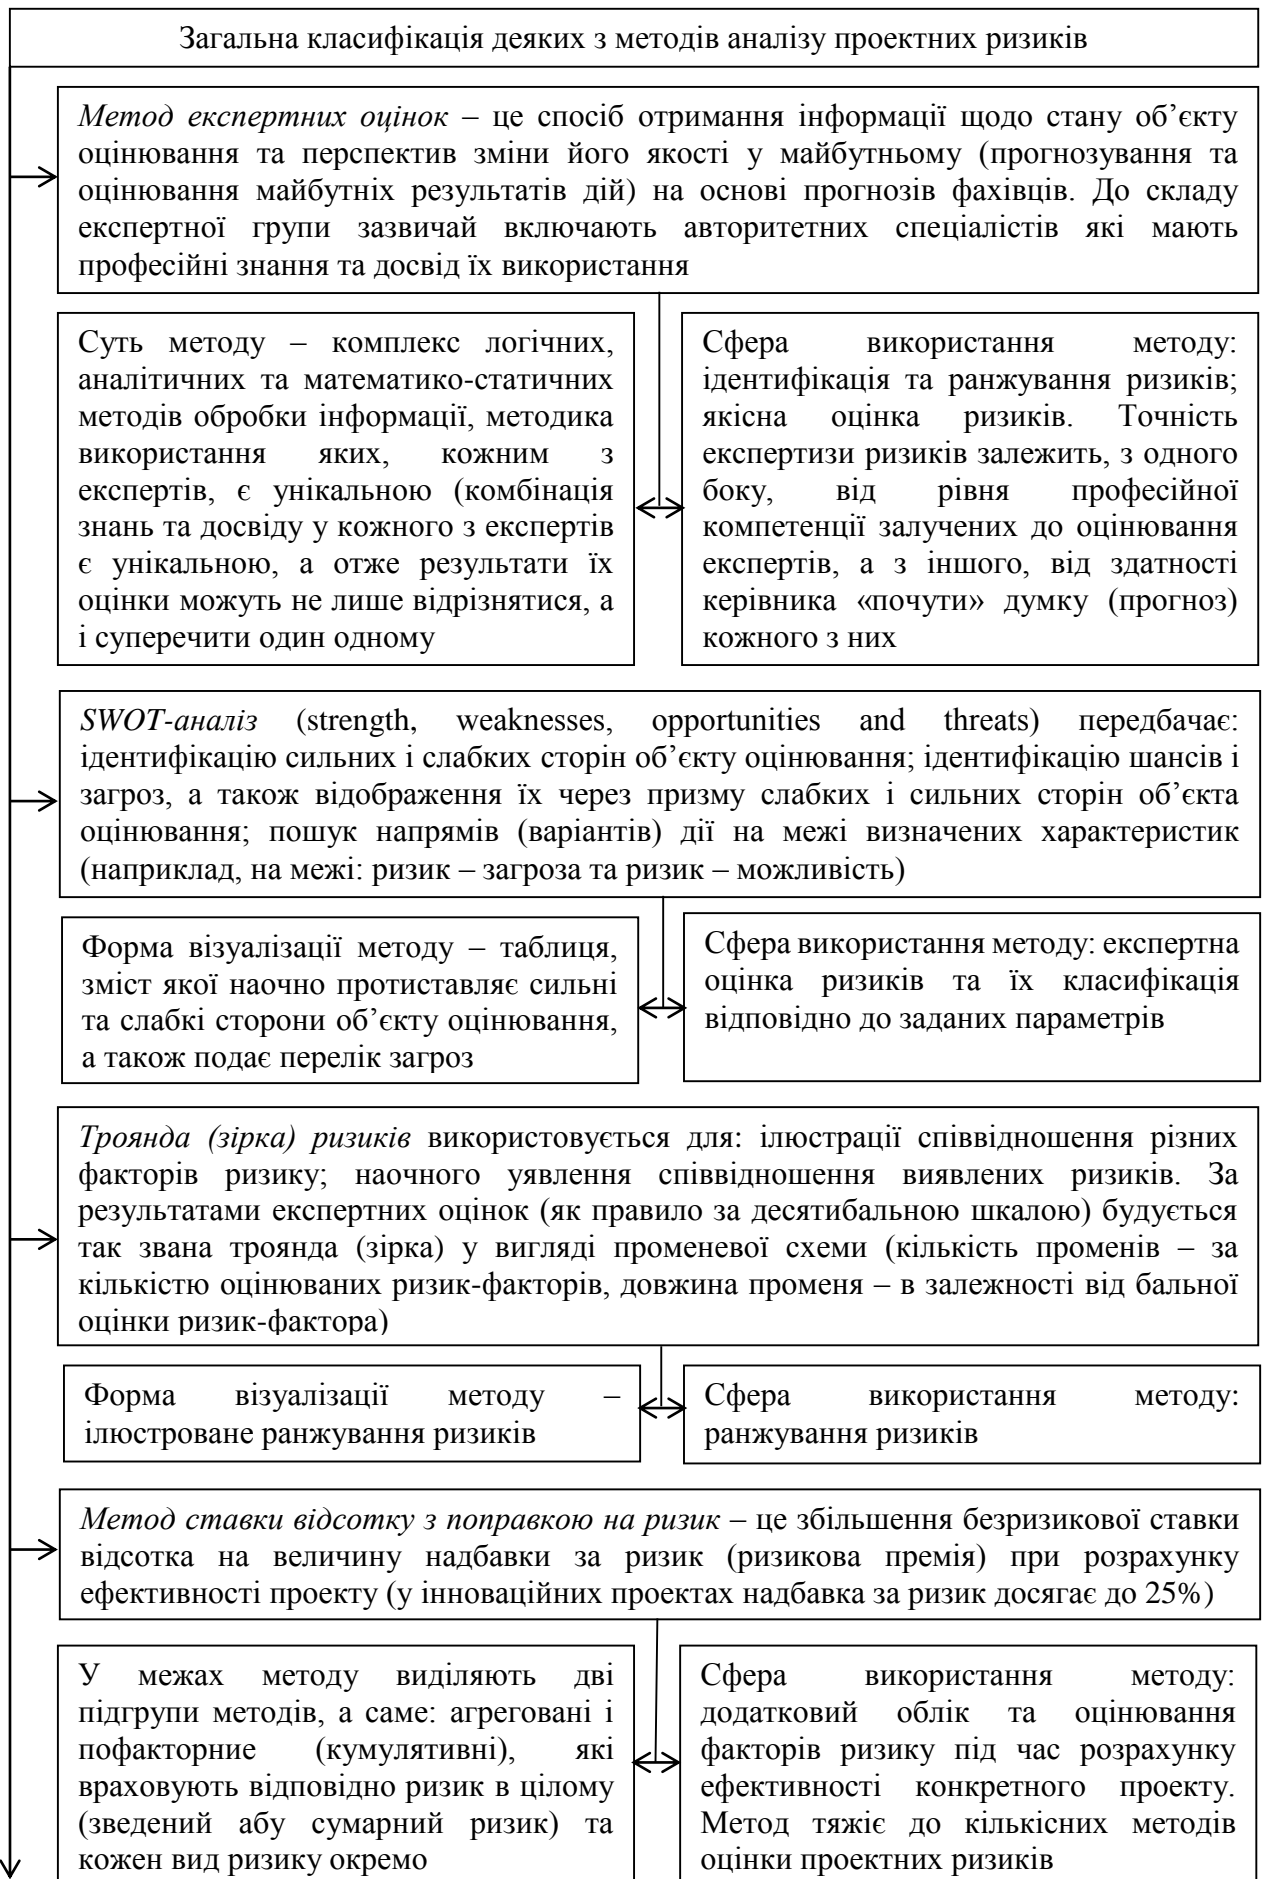 Загальна класифікація деяких з методів аналізу проектних ризиків
Метод експертних оцінок – це спосіб отримання інформації щодо стану об’єкту
оцінювання та перспектив зміни його якості у майбутньому (прогнозування та
оцінювання майбутніх результатів дій) на основі прогнозів фахівців. До складу
експертної групи зазвичай включають авторитетних спеціалістів які мають
професійні знання та досвід їх використання
Суть методу – комплекс логічних,
аналітичних та математико-статичних
методів обробки інформації, методика
використання яких, кожним з
експертів, є унікальною (комбінація
знань та досвіду у кожного з експертів
є унікальною, а отже результати їх
оцінки можуть не лише відрізнятися, а
і суперечити один одному
Сфера використання методу:
ідентифікація та ранжування ризиків;
якісна оцінка ризиків. Точність
експертизи ризиків залежить, з одного
боку, від рівня професійної
компетенції залучених до оцінювання
експертів, а з іншого, від здатності
керівника «почути» думку (прогноз)
кожного з них
SWOT-аналіз (strength, weaknesses, opportunities and threats) передбачає:
ідентифікацію сильних і слабких сторін об’єкту оцінювання; ідентифікацію шансів і
загроз, а також відображення їх через призму слабких і сильних сторін об’єкта
оцінювання; пошук напрямів (варіантів) дії на межі визначених характеристик
(наприклад, на межі: ризик – загроза та ризик – можливість)
Форма візуалізації методу – таблиця,
зміст якої наочно протиставляє сильні
та слабкі сторони об’єкту оцінювання,
а також подає перелік загроз
Сфера використання методу: експертна
оцінка ризиків та їх класифікація
відповідно до заданих параметрів
Троянда (зірка) ризиків використовується для: ілюстрації співвідношення різних
факторів ризику; наочного уявлення співвідношення виявлених ризиків. За
результатами експертних оцінок (як правило за десятибальною шкалою) будується
так звана троянда (зірка) у вигляді променевої схеми (кількість променів – за
кількістю оцінюваних ризик-факторів, довжина променя – в залежності від бальної
оцінки ризик-фактора)
Форма візуалізації методу –
ілюстроване ранжування ризиків
Сфера використання методу:
ранжування ризиків
Метод ставки відсотку з поправкою на ризик – це збільшення безризикової ставки
відсотка на величину надбавки за ризик (ризикова премія) при розрахунку
ефективності проекту (у інноваційних проектах надбавка за ризик досягає до 25%)
У межах методу виділяють дві
підгрупи методів, а саме: агреговані і
пофакторние (кумулятивні), які
враховують відповідно ризик в цілому
(зведений абу сумарний ризик) та
кожен вид ризику окремо
Сфера використання методу:
додатковий облік та оцінювання
факторів ризику під час розрахунку
ефективності конкретного проекту.
Метод тяжіє до кількісних методів
оцінки проектних ризиків